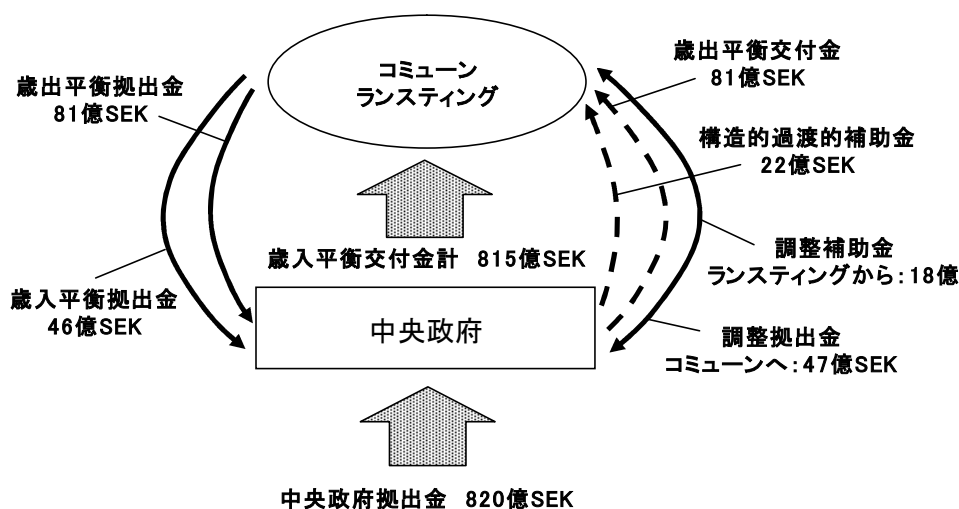 コミューン
ランスティング
歳出平衡拠出金
81億SEK
歳入平衡拠出金
46億SEK
歳出平衡交付金
81億SEK
構造的過渡的補助金
22億SEK
調整補助金
ランスティングから：18億
調整拠出金
コミューンへ：47億SEK
歳入平衡交付金計 815億SEK
中央政府
中央政府拠出金 820億SEK